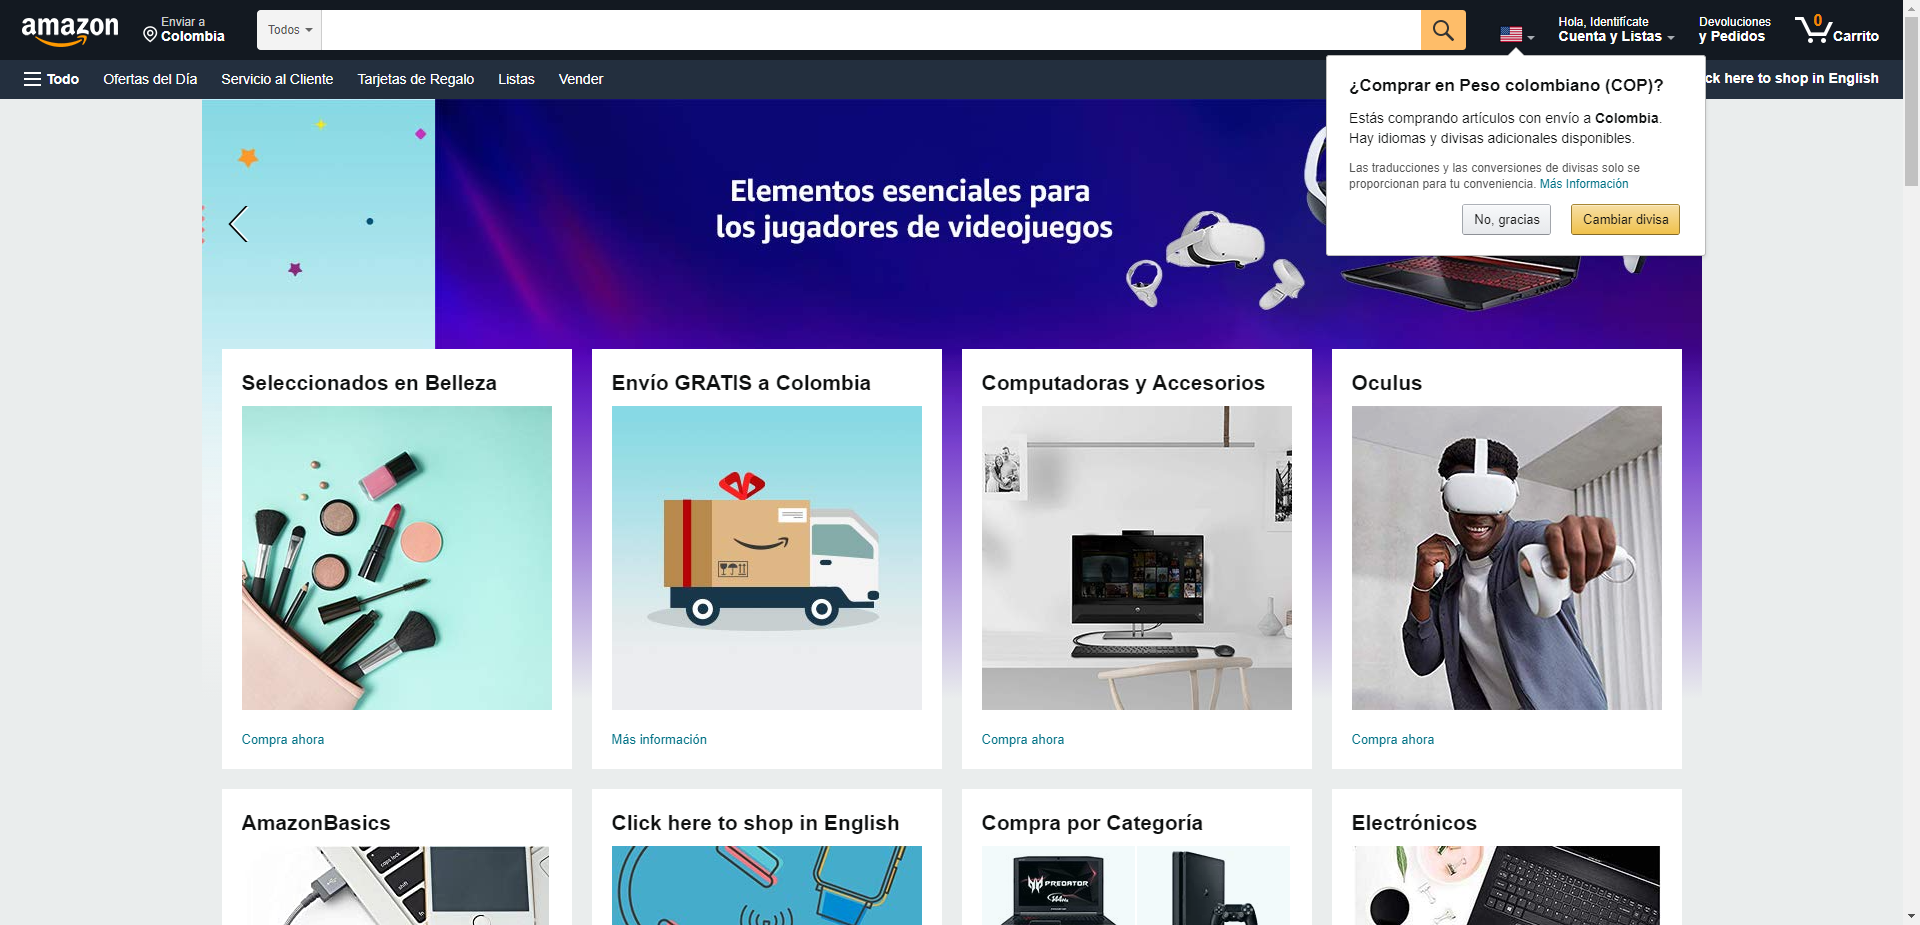 amazon
Enviar a
Colombia
Todos
Hola, Identifícate
Cuenta y Listas
Devoluciones
y Pedidos
0
Carrito
Todo
Ofertas del Día
Servicio al Cliente
Tarjetas de Regalo
Listas
Vender
ck here to shop in English
¿Comprar en Peso colombiano (COP)?
Estás comprando artículos con envío a Colombia.
Hay idiomas y divisas adicionales disponibles.
Las traducciones y las conversiones de divisas solo se
proporcionan para tu conveniencia. Más Información
No, gracias
Cambiar divisa
Elementos esenciales para
los jugadores de videojuegos
Seleccionados en Belleza
Compra ahora
Envío GRATIS a Colombia
Más información
Computadoras y Accesorios
Compra ahora
Oculus
Compra ahora
AmazonBasics
caps lock
shift
fn
Click here to shop in English
Compra por Categoría
PREDATOR
Electrónicos